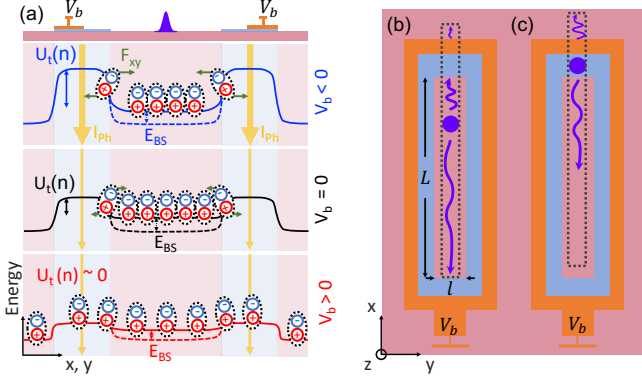 (a)
V_b
V_b
U_t(n)
F_xy
I_Ph
I_Ph
E_BS
V_b < 0
U_t(n)
E_BS
V_b = 0
U_t(n) ~ 0
E_BS
V_b > 0
Energy
x, y
(b)
L
l
V_b
x
z
y
(c)
V_b